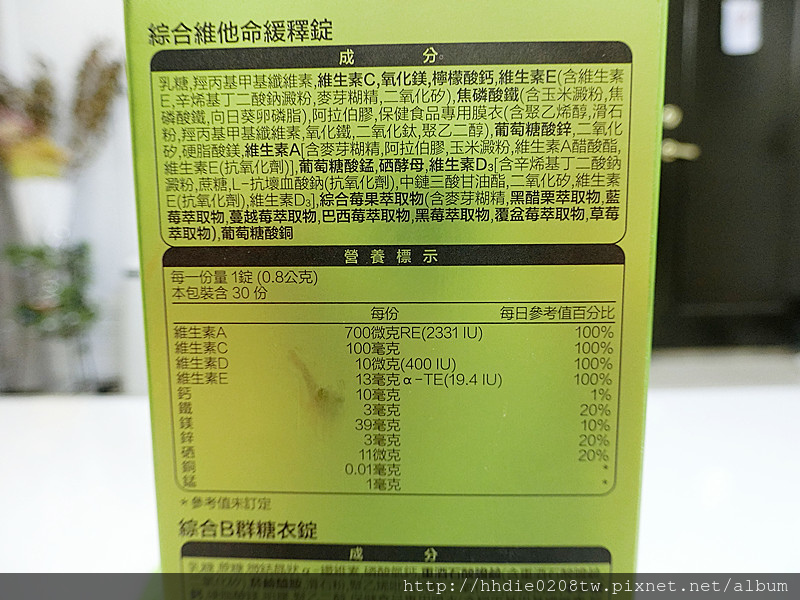 綜合維他命緩釋錠
成 分
乳糖,羥丙基甲基纖維素,維生素C,氧化鎂,檸檬酸鈣,維生素E(含維生素
E,辛烯基丁二酸鈉澱粉,麥芽糊精,二氧化矽),焦磷酸鐵(含玉米澱粉,焦
磷酸鐵,向日葵卵磷脂),阿拉伯膠,保健食品專用膜衣(含聚乙烯醇,滑石
粉,羥丙基甲基纖維素,氧化鐵,二氧化鈦,聚乙二醇),葡萄糖酸鋅,二氧化
矽,硬脂酸鎂,維生素A[含麥芽糊精,阿拉伯膠,玉米澱粉,維生素A醋酸酯,
維生素E(抗氧化劑)],葡萄糖酸錳,硒酵母,維生素D₃[含辛烯基丁二酸鈉
澱粉,蔗糖,L-抗壞血酸鈉(抗氧化劑),中鏈三酸甘油酯,二氧化矽,維生素
E(抗氧化劑),維生素D₃],綜合莓果萃取物(含麥芽糊精,黑醋栗萃取物,藍
莓萃取物,蔓越莓萃取物,巴西莓萃取物,黑莓萃取物,覆盆莓萃取物,草莓
萃取物),葡萄糖酸銅
營養標示
每一份量 1錠 (0.8公克)
本包裝含 30 份
每份 每日參考值百分比
維生素A 700微克RE(2331 IU) 100%
維生素C 100毫克 100%
維生素D 10微克(400 IU) 100%
維生素E 13毫克α-TE(19.4 IU) 100%
鈣 10毫克 1%
鐵 3毫克 20%
鎂 39毫克 10%
鋅 3毫克 20%
硒 11微克 20%
銅 0.01毫克 *
錳 1毫克 *
*參考值未訂定
綜合B群糖衣錠
成 分
http://hhdie0208tw.pixnet.net/album